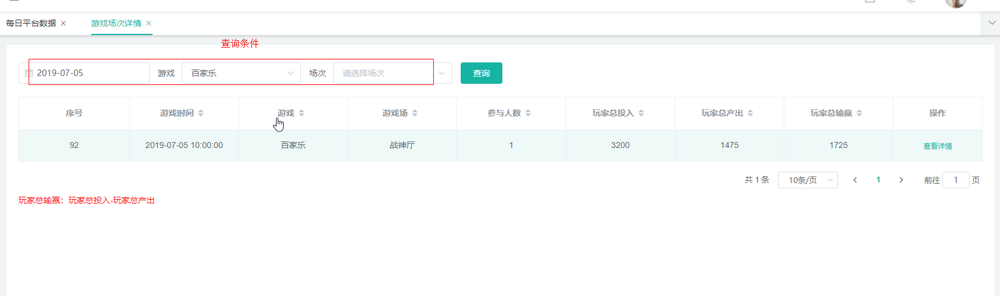 每日平台数据 游戏场次详情
查询条件
2019-07-05 游戏 百家乐 场次 请选择场次 查询
序号 游戏时间 游戏 游戏场 参与人数 玩家总投入 玩家总产出 玩家总输赢 操作
92 2019-07-05 10:00:00 百家乐 战神厅 1 3200 1475 1725 查看详情
共 1 条 10条/页 1 前往 1 页
玩家总输赢：玩家总投入-玩家总产出